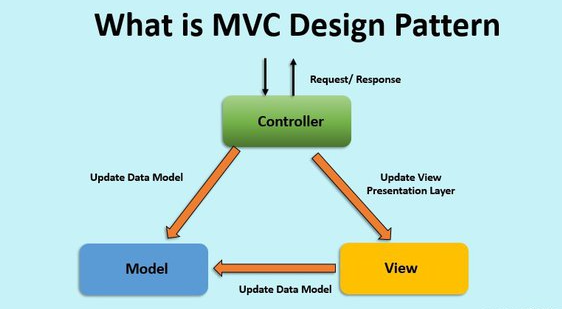 What is MVC Design Pattern
Request/ Response
Controller
Update Data Model
Update View
Presentation Layer
Model
View
Update Data Model